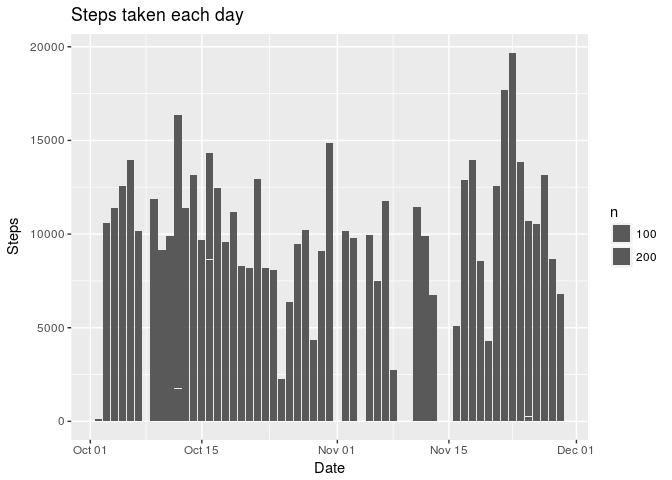 Steps taken each day
20000
15000
10000
5000
0
Steps
Oct 01
Oct 15
Nov 01
Nov 15
Dec 01
Date
n
100
200